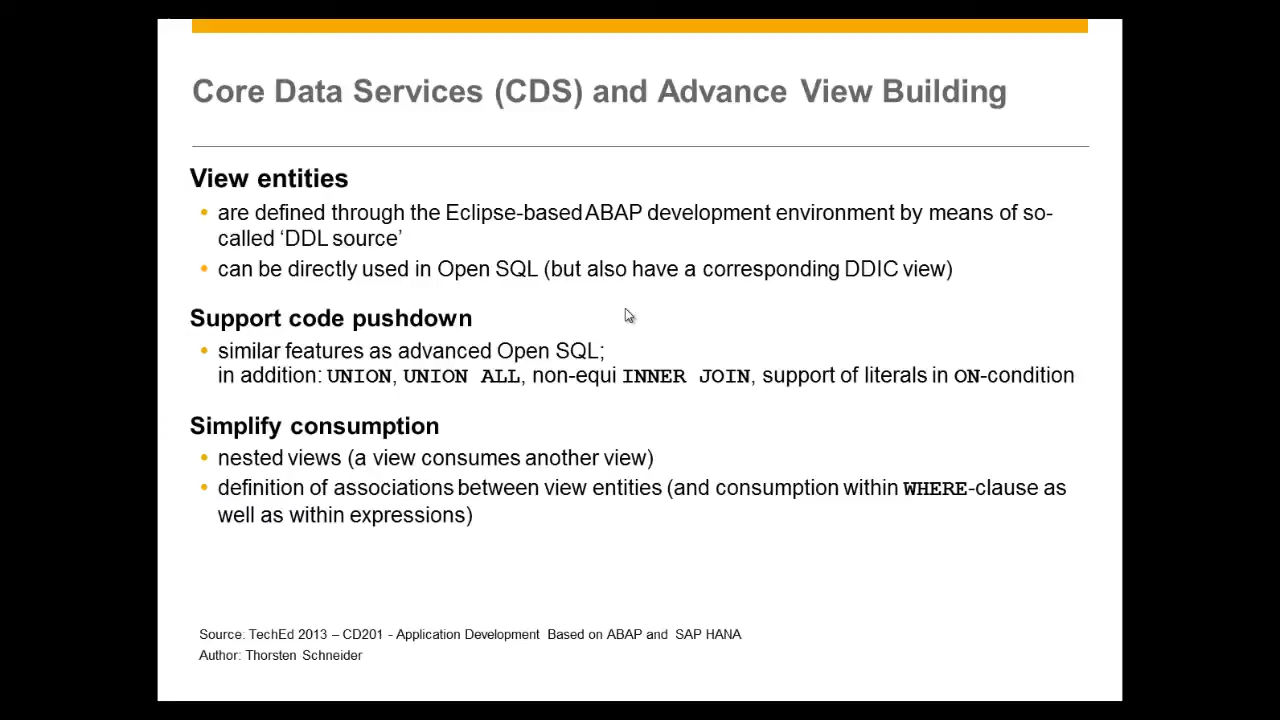 Core Data Services (CDS) and Advance View Building
View entities
• are defined through the Eclipse-based ABAP development environment by means of so-
called ‘DDL source’
• can be directly used in Open SQL (but also have a corresponding DDIC view)
Support code pushdown
• similar features as advanced Open SQL;
in addition: UNION, UNION ALL, non-equi INNER JOIN, support of literals in ON-condition
Simplify consumption
• nested views (a view consumes another view)
• definition of associations between view entities (and consumption within WHERE-clause as
well as within expressions)
Source: TechEd 2013 – CD201 - Application Development Based on ABAP and SAP HANA
Author: Thorsten Schneider